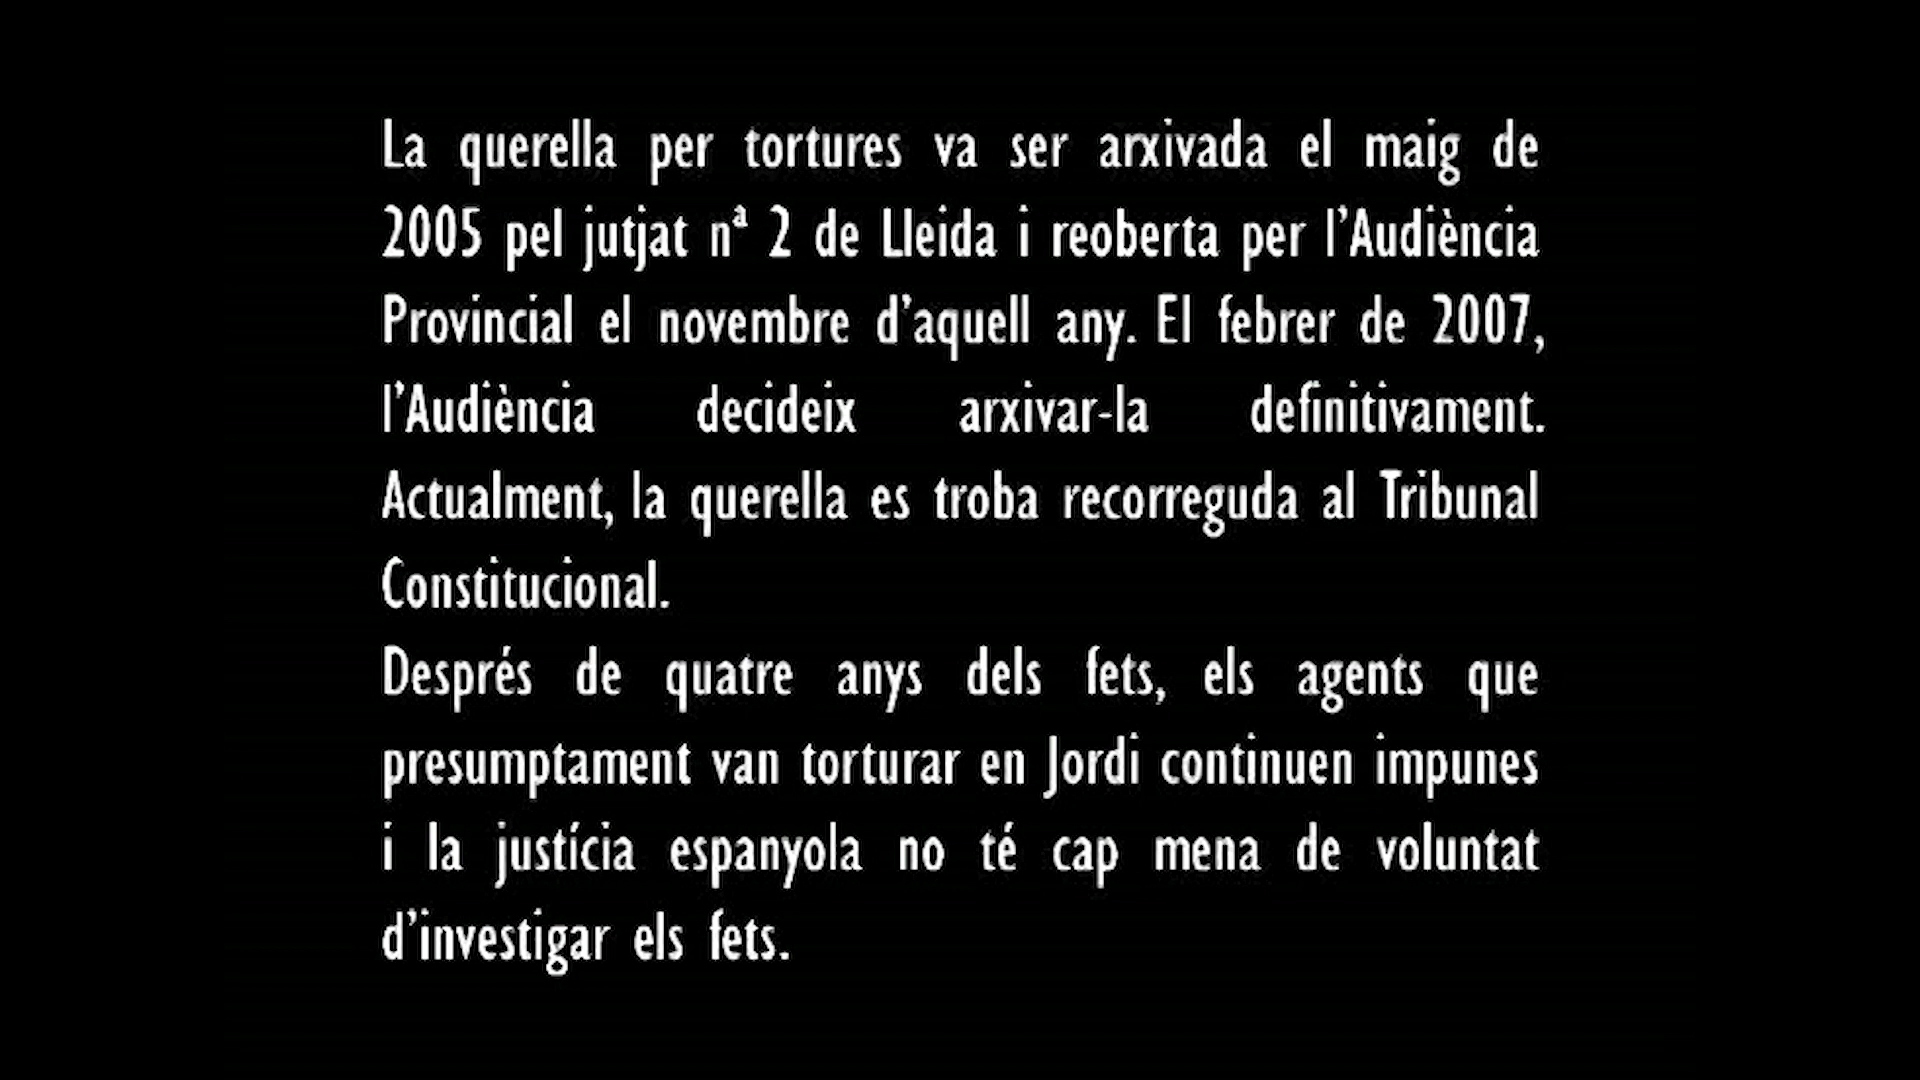 La querella per tortures va ser arxivada el maig de
2005 pel jutjat nª 2 de Lleida i reoberta per l’Audiència
Provincial el novembre d’aquell any. El febrer de 2007,
l’Audiència decideix arxivar-la definitivament.
Actualment, la querella es troba recorreguda al Tribunal
Constitucional.
Després de quatre anys dels fets, els agents que
presumptament van torturar en Jordi continuen impunes
i la justícia espanyola no té cap mena de voluntat
d’investigar els fets.